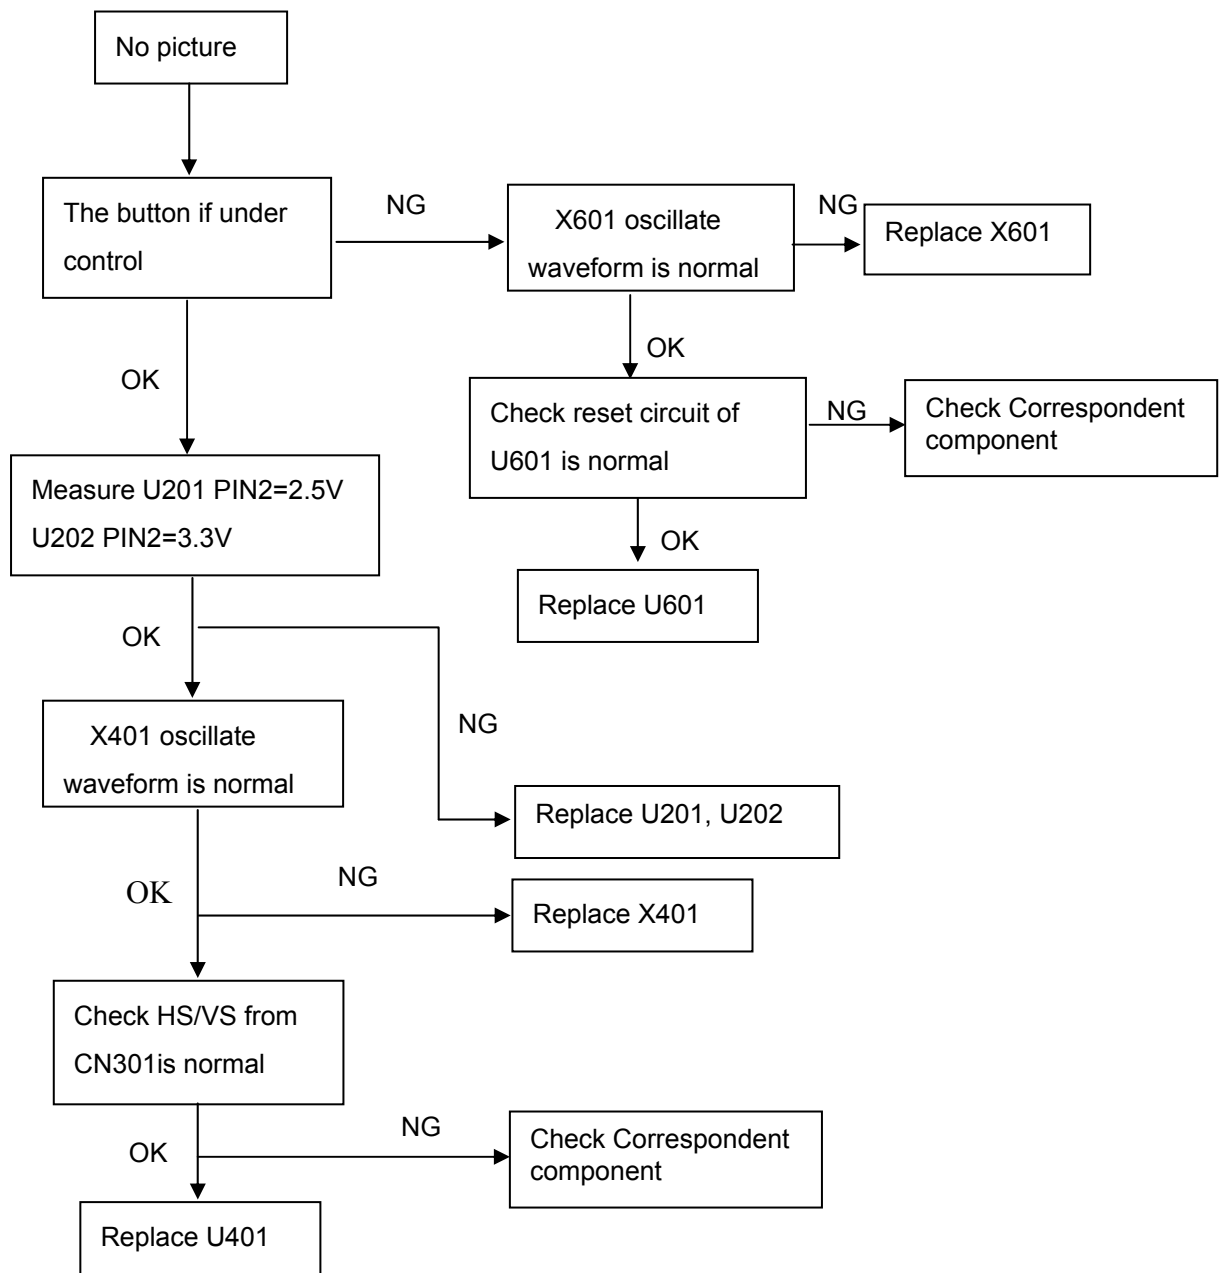 No picture
The button if under
control
NG
X601 oscillate
waveform is normal
NG
Replace X601
OK
OK
Check reset circuit of
U601 is normal
NG
Check Correspondent
component
Measure U201 PIN2=2.5V
U202 PIN2=3.3V
OK
Replace U601
OK
NG
X401 oscillate
waveform is normal
Replace U201, U202
OK
NG
Replace X401
Check HS/VS from
CN301is normal
OK
NG
Check Correspondent
component
Replace U401